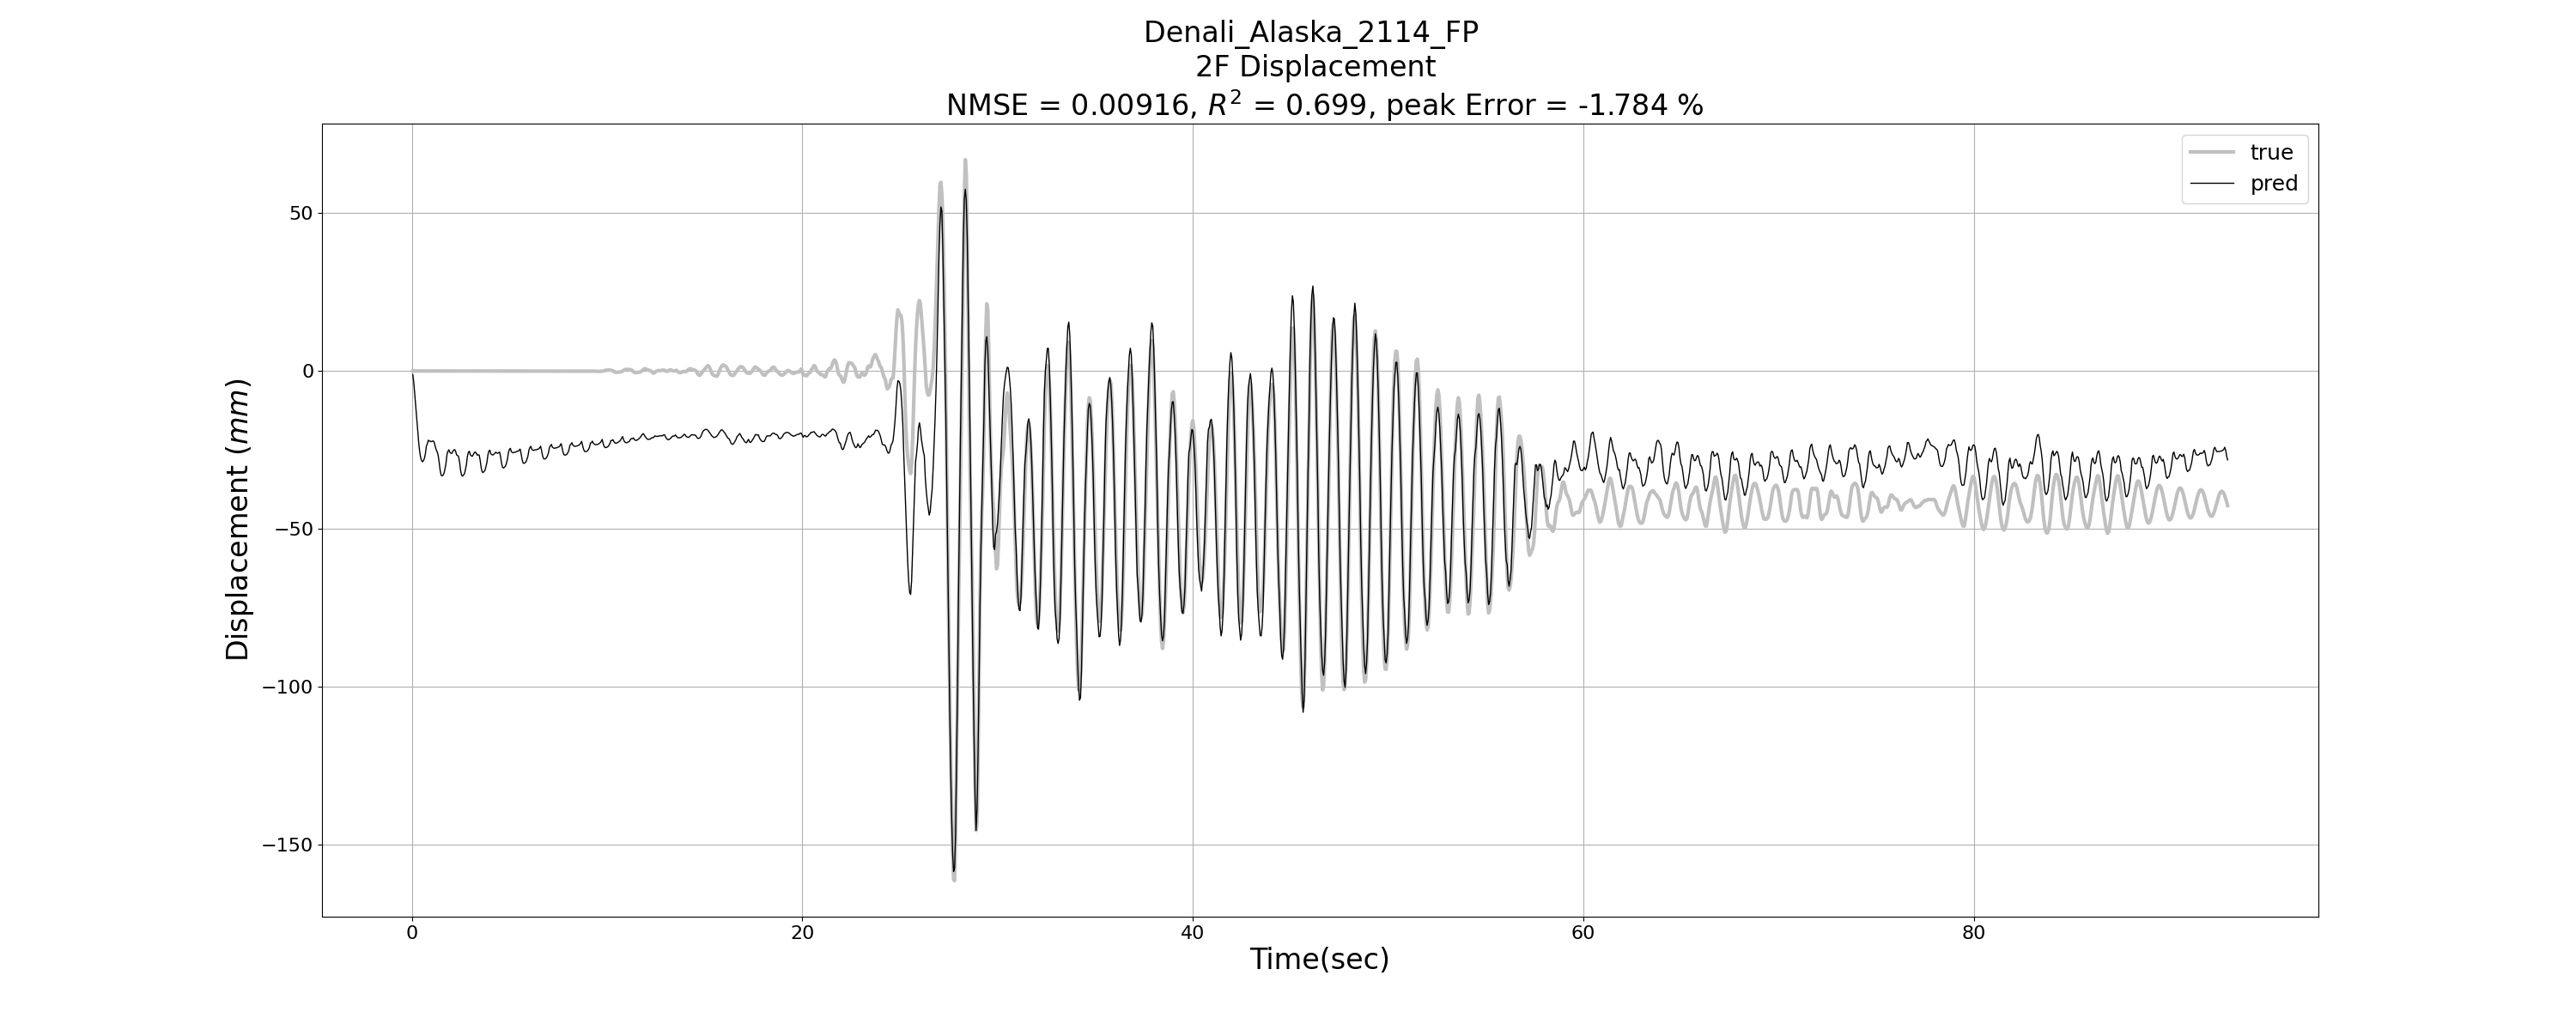 Denali_Alaska_2114_FP
2F Displacement
NMSE = 0.00916, R² = 0.699, peak Error = -1.784 %
true
pred
Displacement (mm)
50
0
−50
−100
−150
0 20 40 60 80
Time(sec)